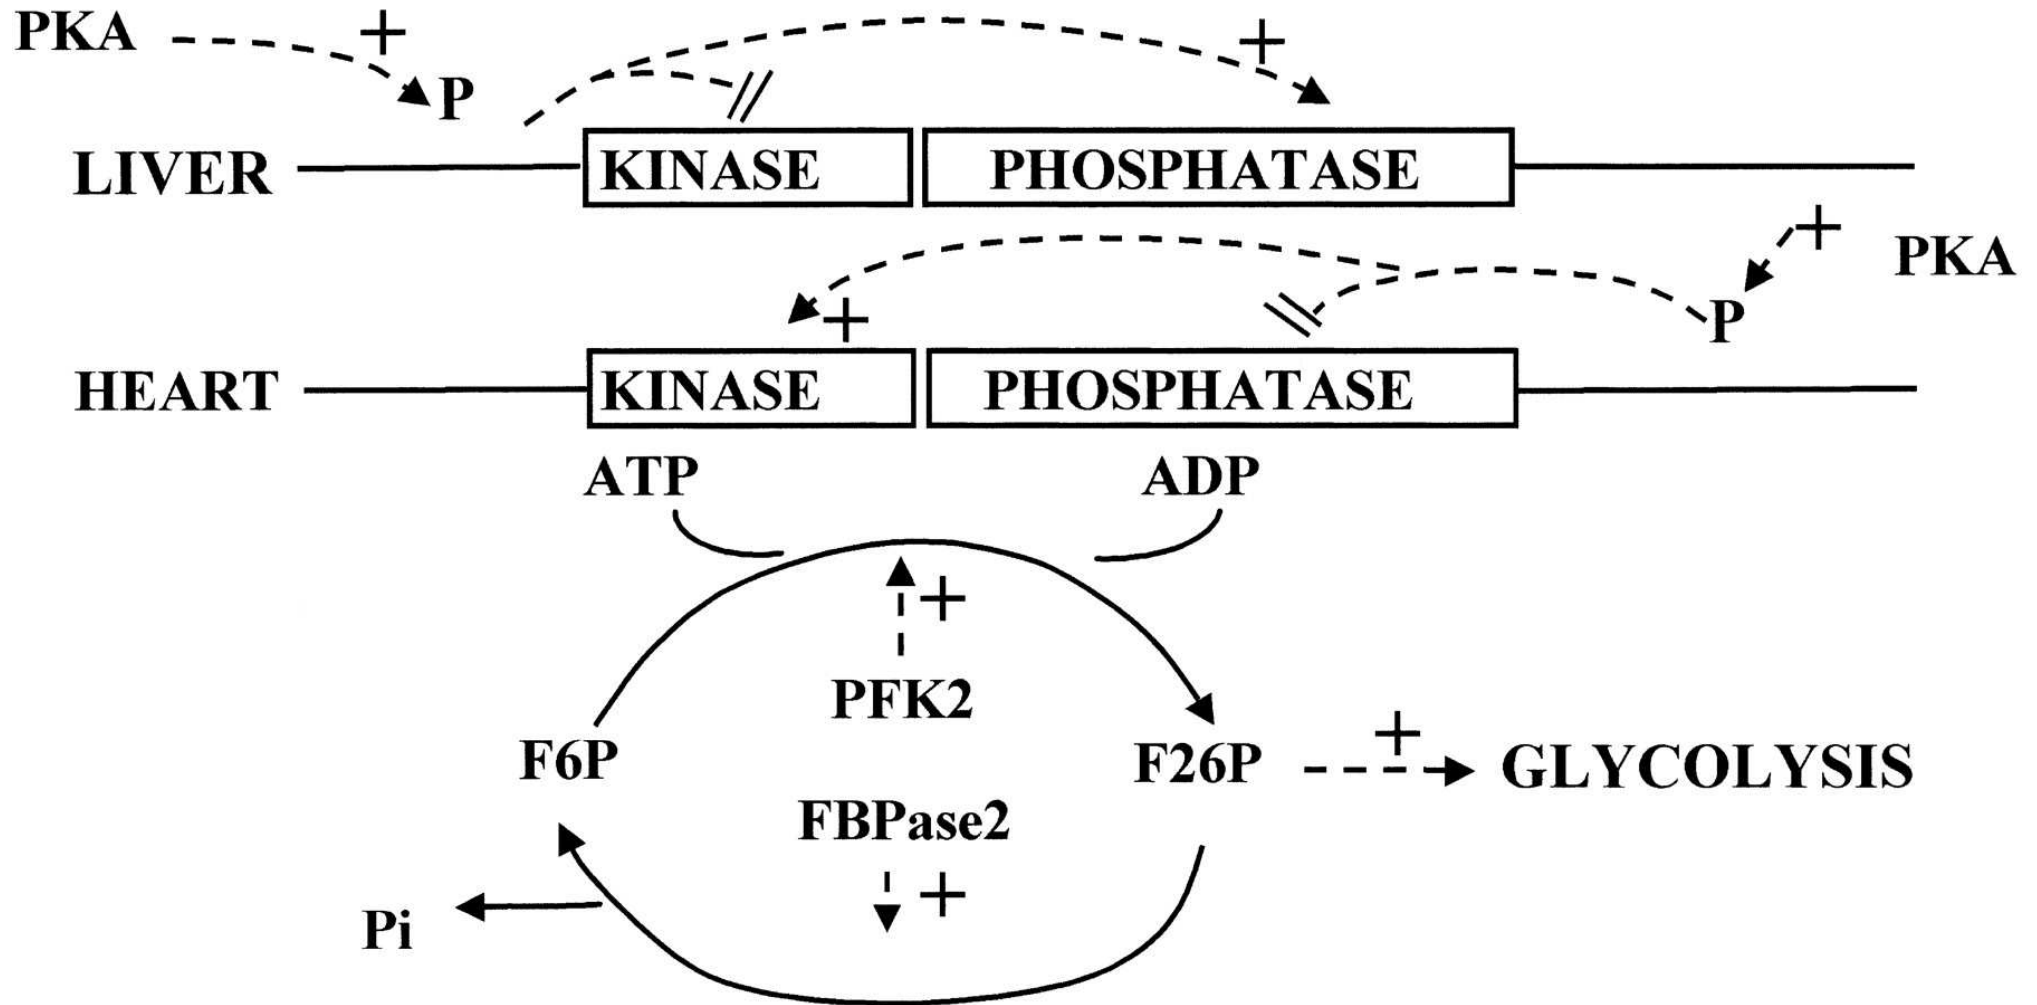 PKA + +
P
LIVER KINASE PHOSPHATASE
+
PKA
+ P
HEART KINASE PHOSPHATASE
ATP ADP
+
PFK2
F6P F26P + GLYCOLYSIS
FBPase2
+
Pi